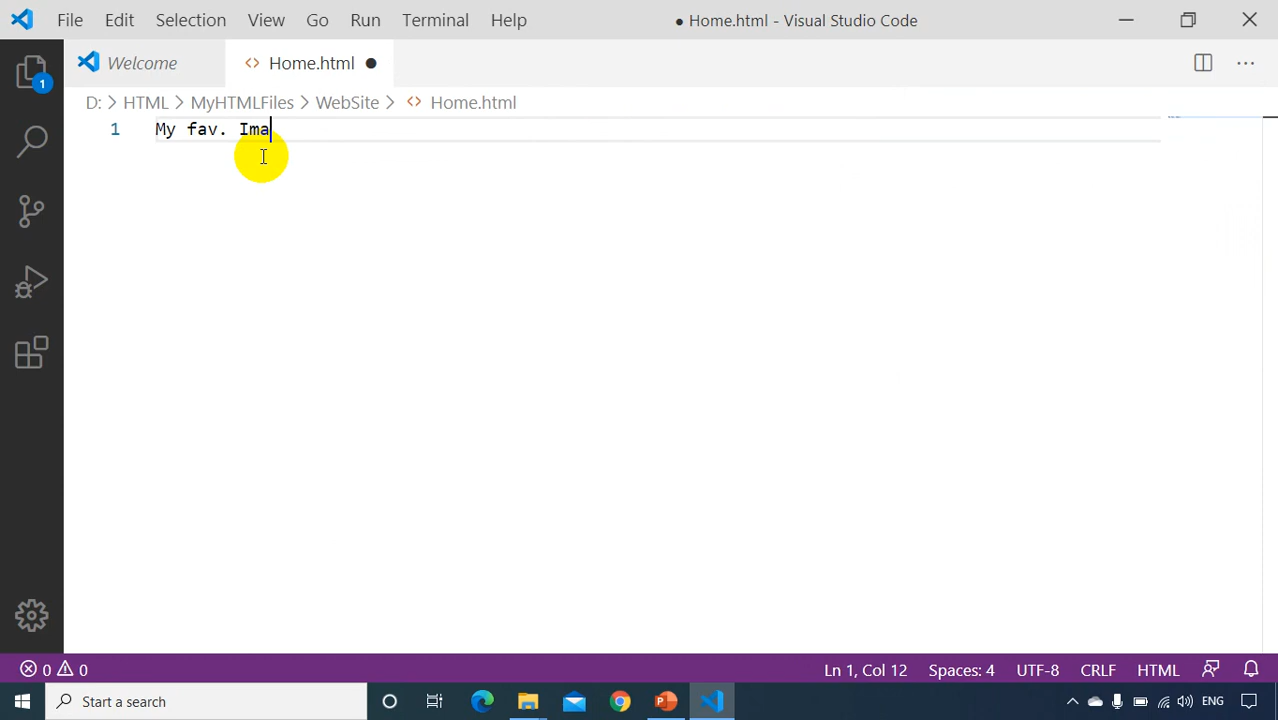 File Edit Selection View Go Run Terminal Help ● Home.html - Visual Studio Code
Welcome Home.html ●
D: > HTML > MyHTMLFiles > WebSite > Home.html
1 My fav. Ima
1
0 0 Ln 1, Col 12 Spaces: 4 UTF-8 CRLF HTML
Start a search ENG